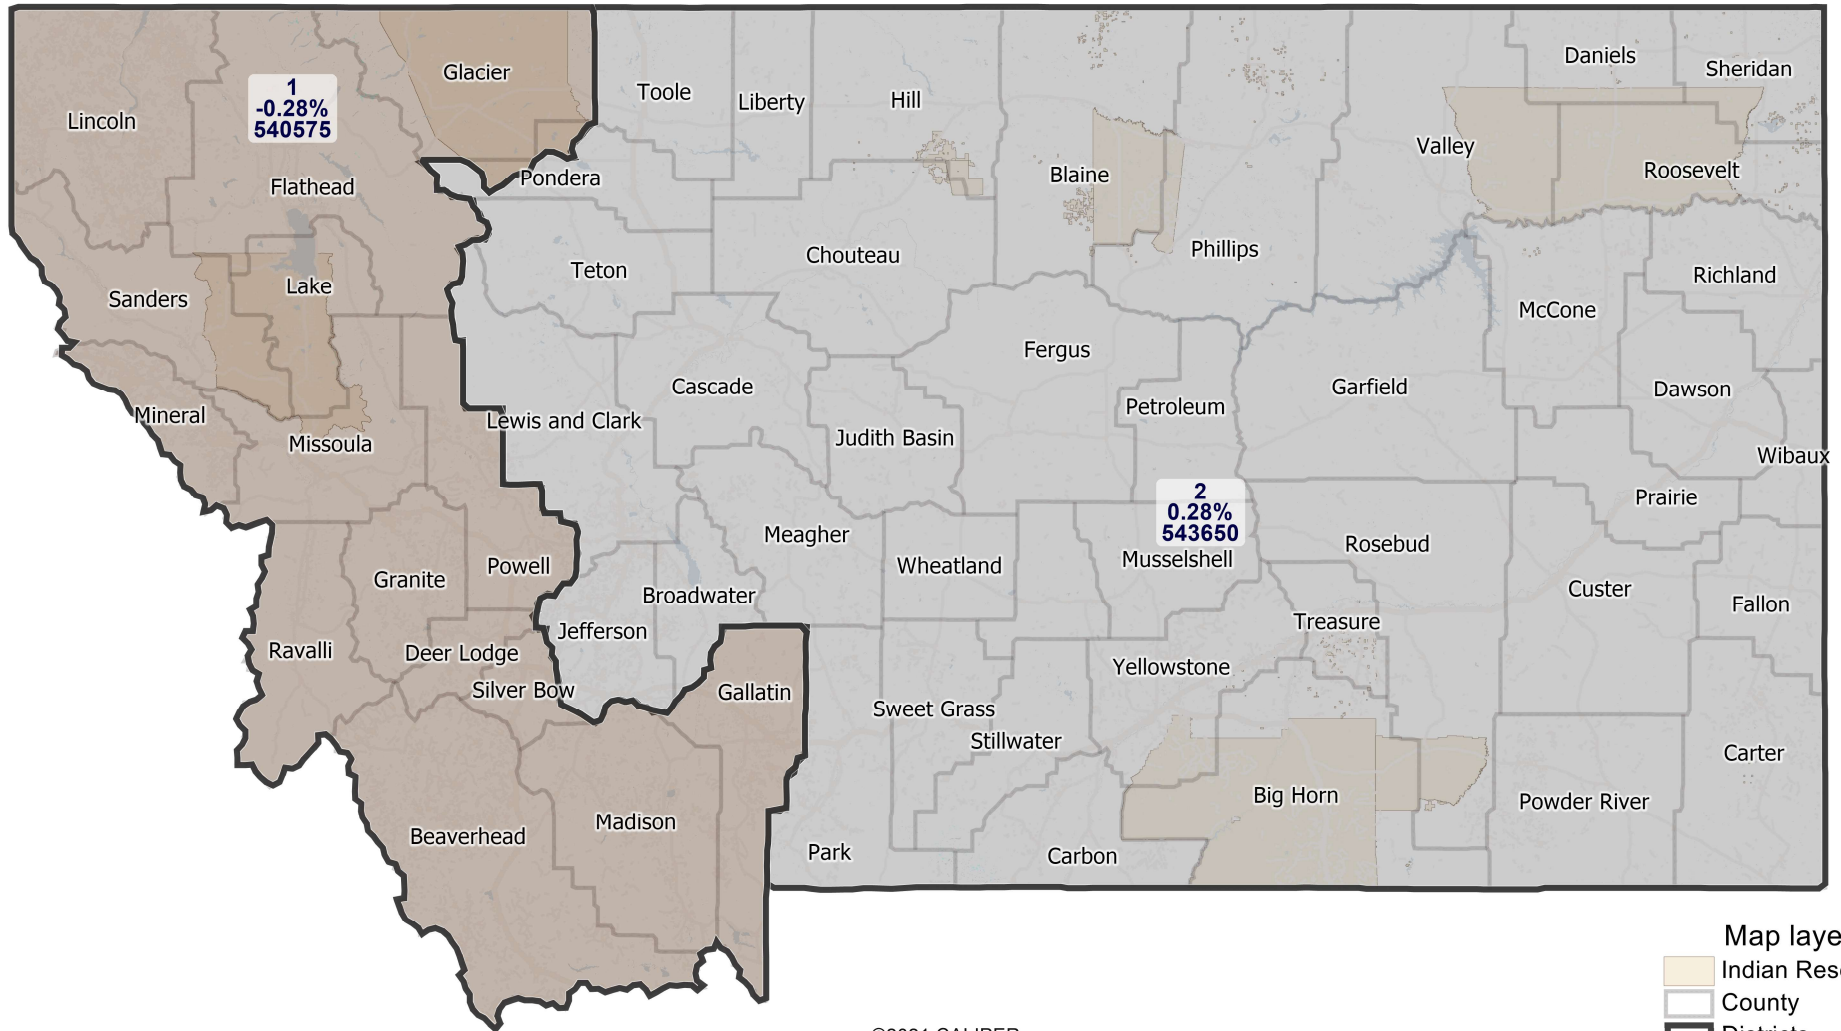 Daniels
Sheridan
Glacier
Toole
Liberty
Hill
1
-0.28%
540575
Lincoln
Valley
Roosevelt
Blaine
Pondera
Flathead
Phillips
Chouteau
Teton
Richland
Lake
Sanders
McCone
Fergus
Cascade
Garfield
Dawson
Petroleum
Mineral
Lewis and Clark
Judith Basin
Missoula
Wibaux
2
0.28%
543650
Prairie
Meagher
Rosebud
Musselshell
Wheatland
Powell
Granite
Custer
Broadwater
Fallon
Treasure
Jefferson
Ravalli
Deer Lodge
Yellowstone
Silver Bow
Gallatin
Sweet Grass
Stillwater
Carter
Big Horn
Powder River
Madison
Beaverhead
Park
Carbon
Map laye
Indian Res
County